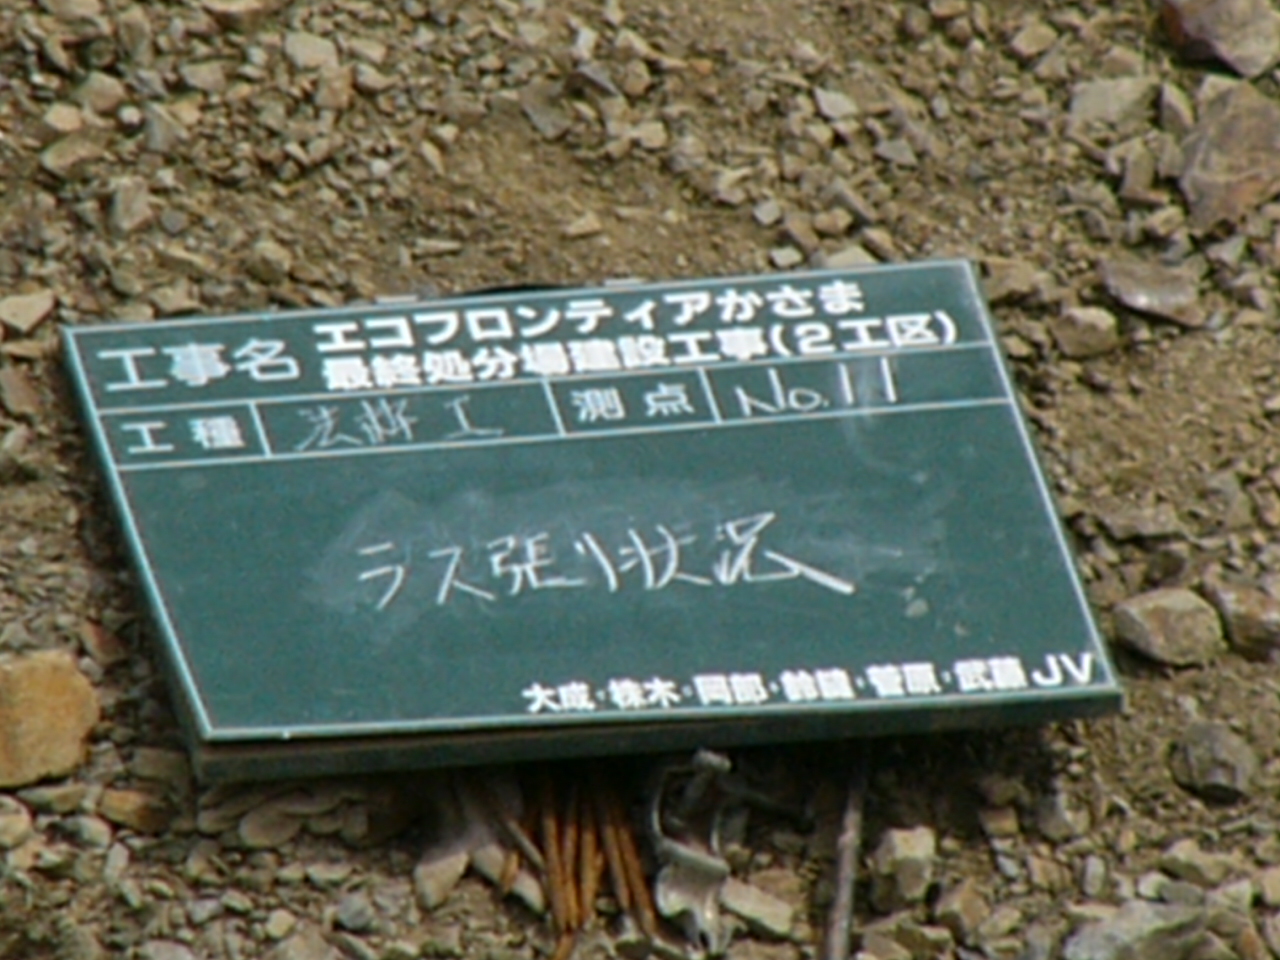 工事名 エコフロンティアかさま
最終処分場建設工事(2工区)
工種 法枠工 測点 No.11
ラス張り状況
大成・株木・岡部・鈴縫・菅原・武藤JV